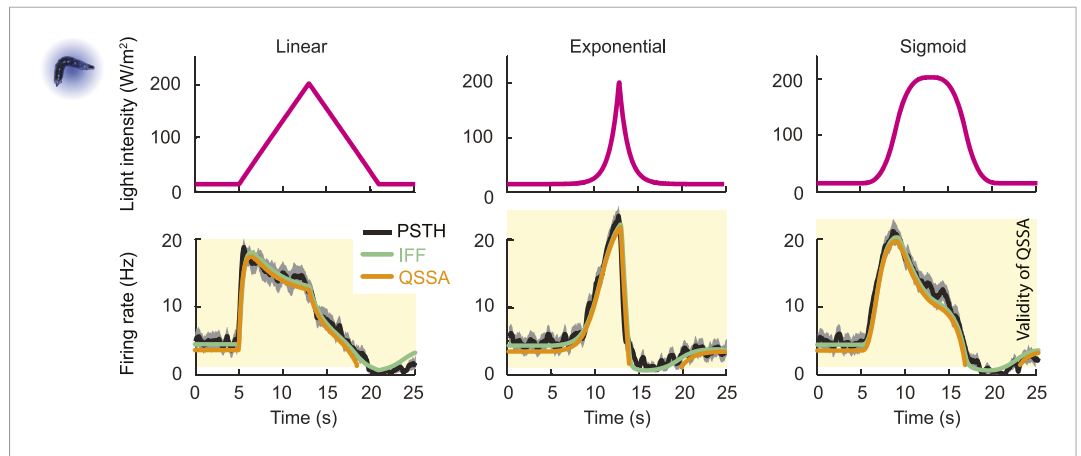 Linear
Exponential
Sigmoid
Light intensity (W/m²)
200
100
0
200
100
0
200
100
0
Firing rate (Hz)
20
10
0
0 5 10 15 20 25
Time (s)
PSTH
IFF
QSSA
20
10
0
0 5 10 15 20 25
Time (s)
20
10
0
0 5 10 15 20 25
Time (s)
Validity of QSSA